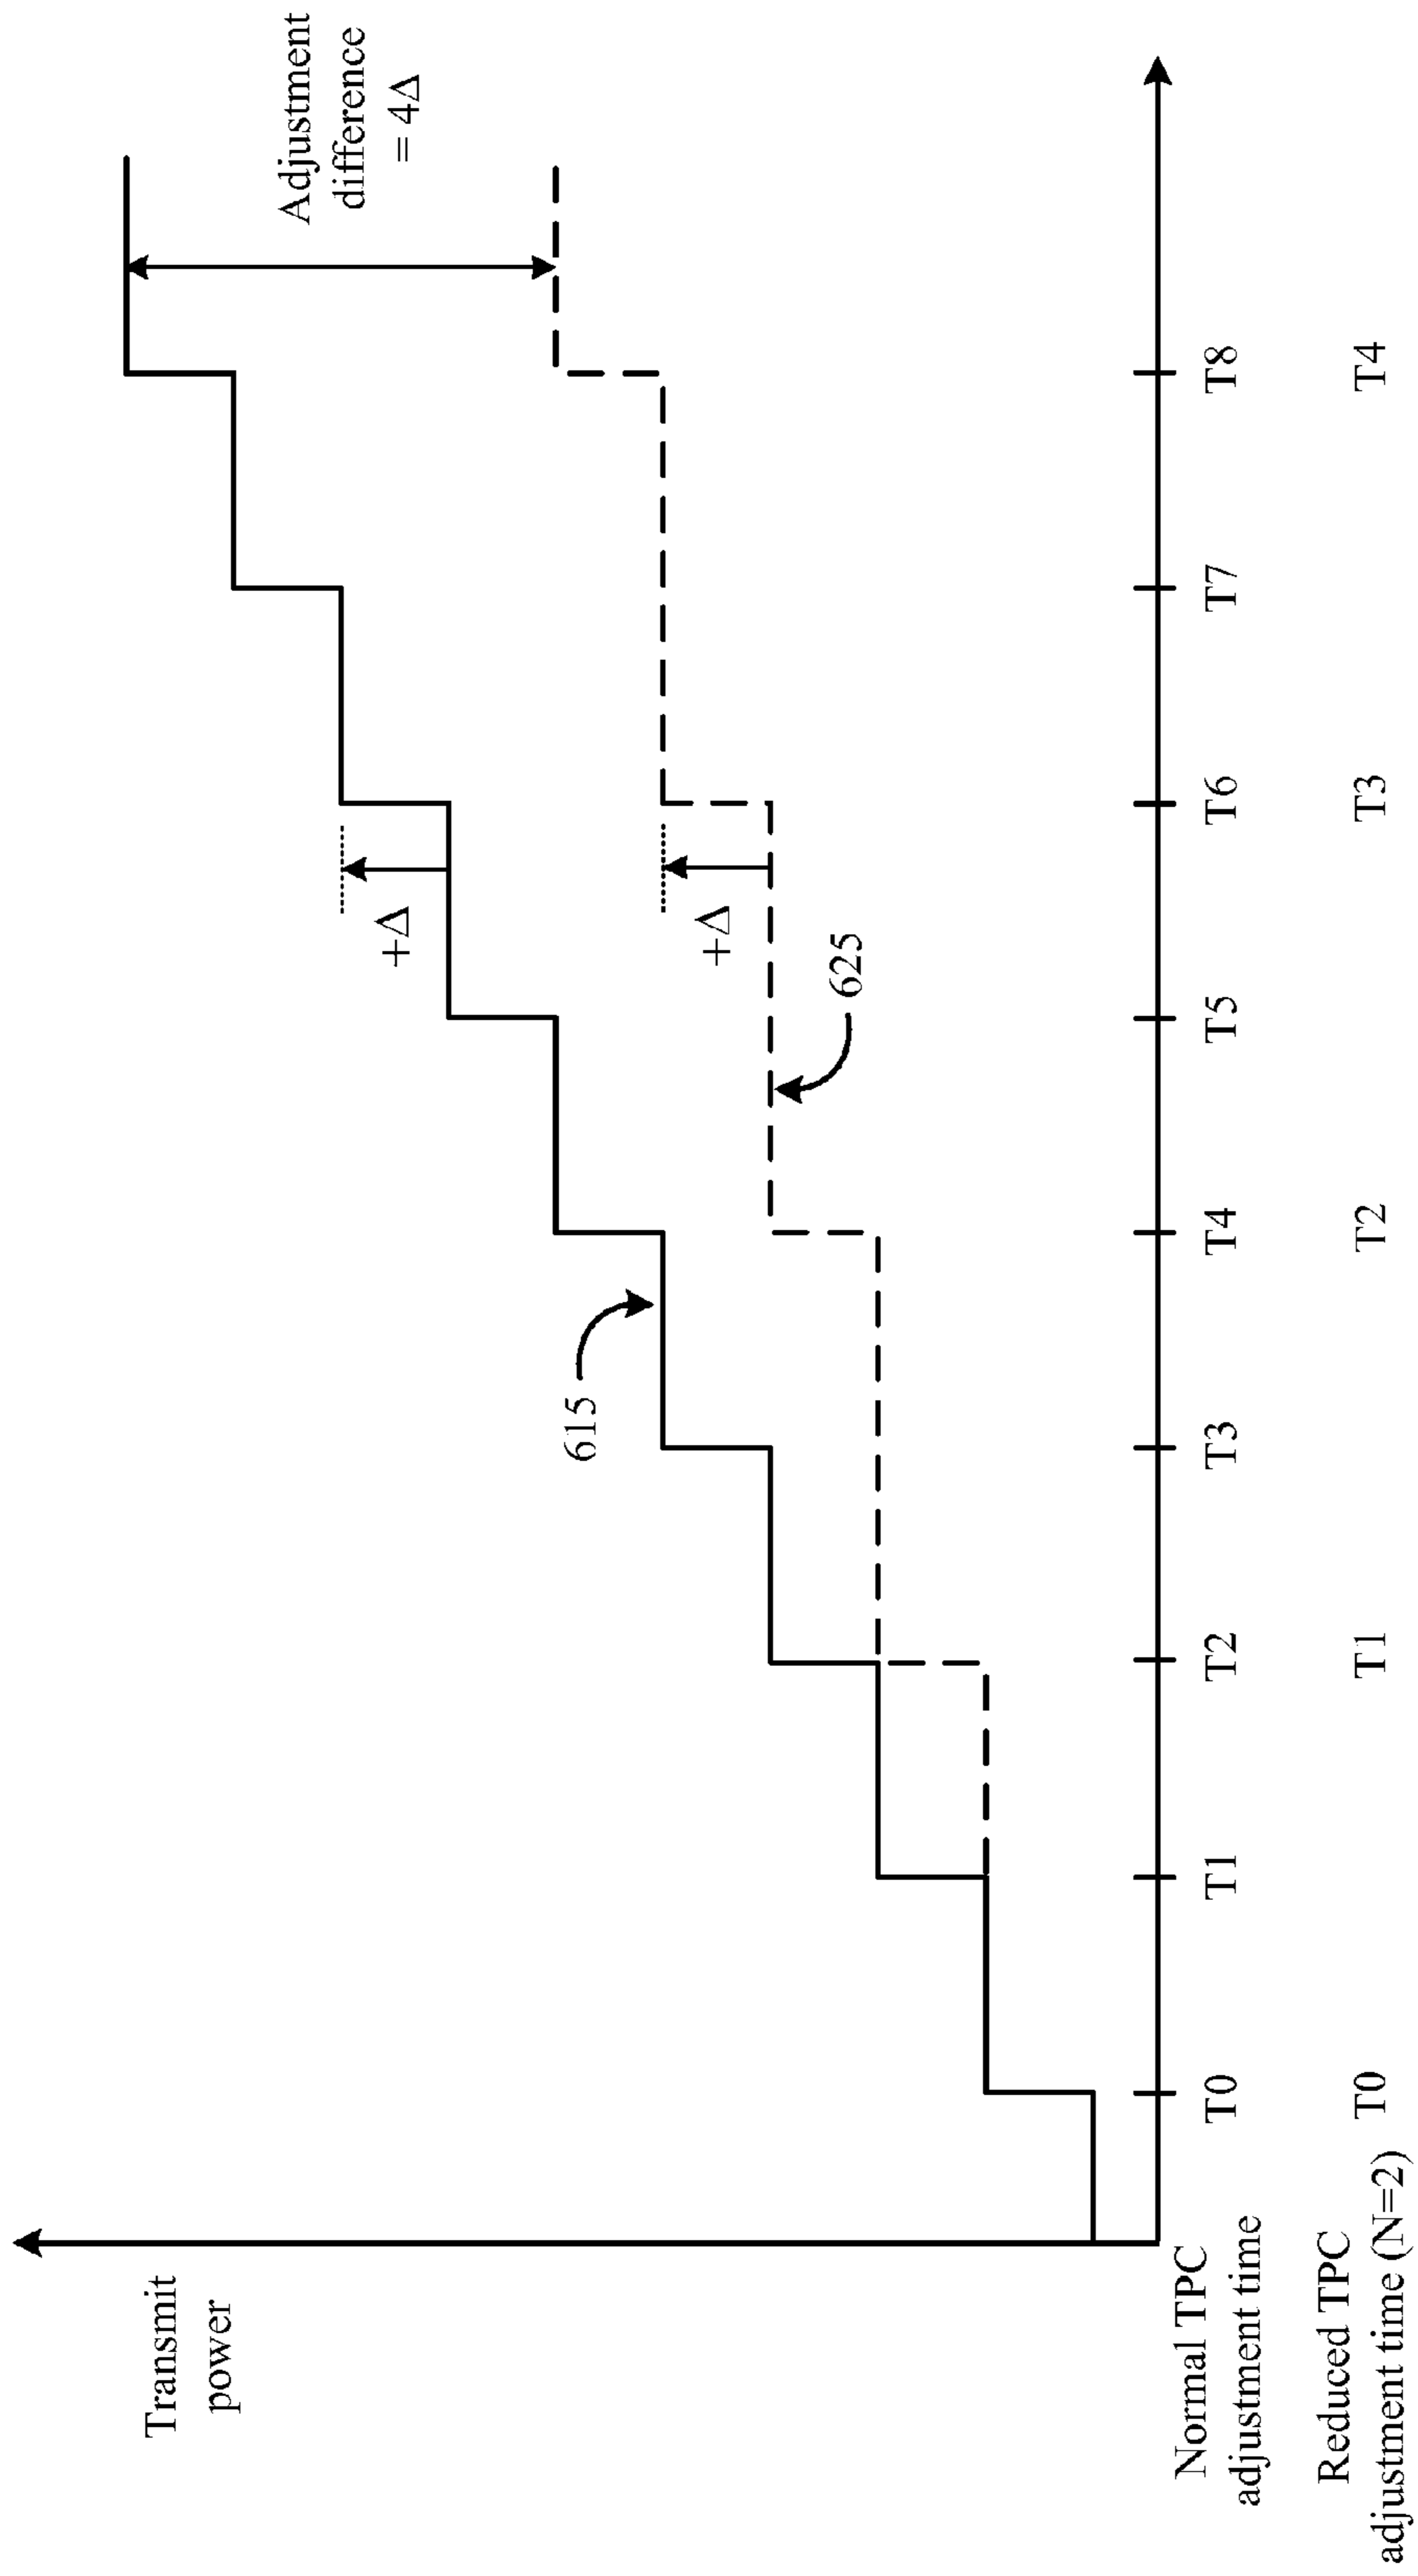 Transmit
power
Adjustment
difference
= 4Δ
+Δ
+Δ
615
625
Normal TPC
adjustment time
T0 T1 T2 T3 T4 T5 T6 T7 T8
Reduced TPC
adjustment time (N=2)
T0 T1 T2 T3 T4